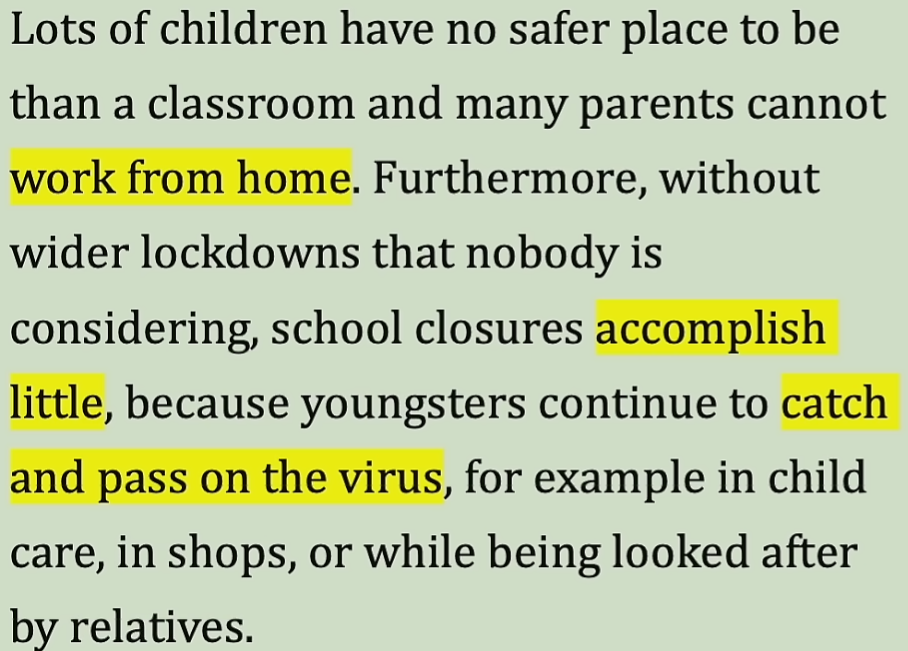 Lots of children have no safer place to be
than a classroom and many parents cannot
work from home. Furthermore, without
wider lockdowns that nobody is
considering, school closures accomplish
little, because youngsters continue to catch
and pass on the virus, for example in child
care, in shops, or while being looked after
by relatives.